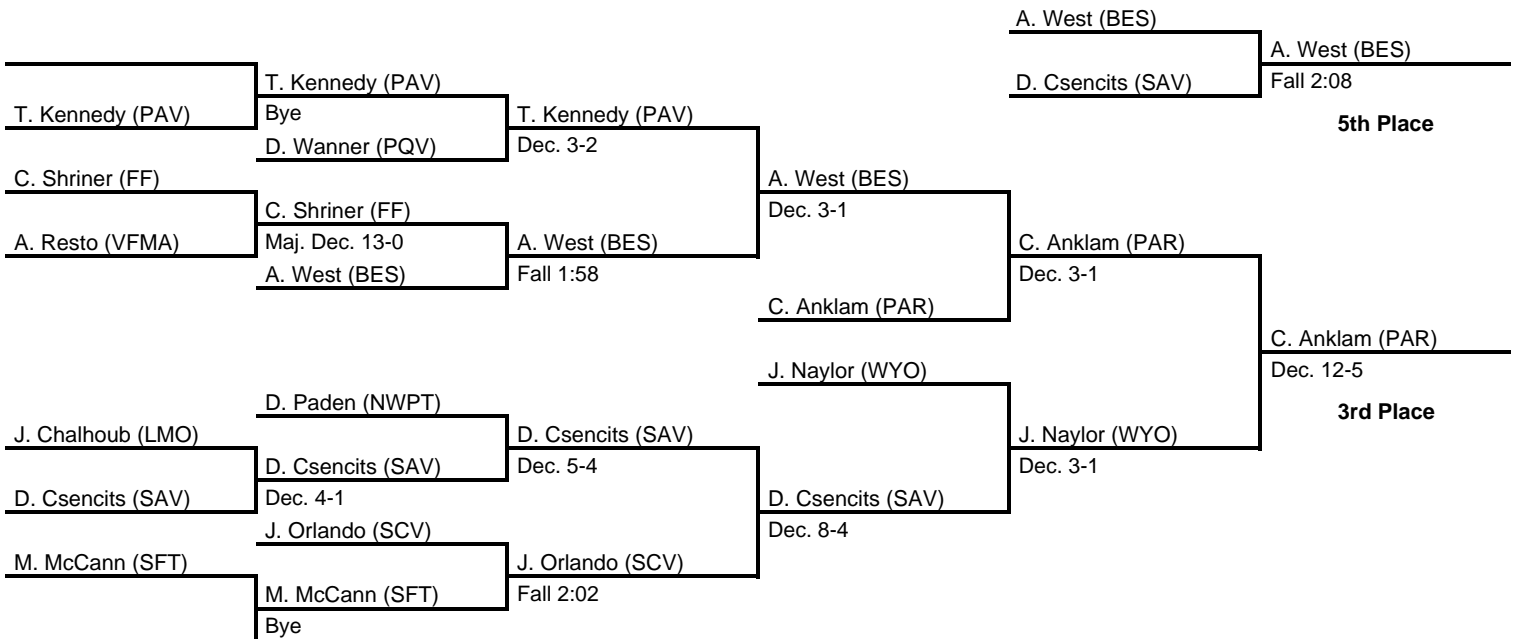 A. West (BES)
A. West (BES)
T. Kennedy (PAV)
D. Csencits (SAV)
Fall 2:08
T. Kennedy (PAV)
Bye
T. Kennedy (PAV)
5th Place
D. Wanner (PQV)
Dec. 3-2
C. Shriner (FF)
A. West (BES)
C. Shriner (FF)
Dec. 3-1
A. Resto (VFMA)
Maj. Dec. 13-0
A. West (BES)
C. Anklam (PAR)
A. West (BES)
Fall 1:58
Dec. 3-1
C. Anklam (PAR)
C. Anklam (PAR)
J. Naylor (WYO)
Dec. 12-5
D. Paden (NWPT)
3rd Place
J. Chalhoub (LMO)
D. Csencits (SAV)
J. Naylor (WYO)
D. Csencits (SAV)
Dec. 5-4
Dec. 3-1
D. Csencits (SAV)
Dec. 4-1
D. Csencits (SAV)
J. Orlando (SCV)
Dec. 8-4
M. McCann (SFT)
J. Orlando (SCV)
M. McCann (SFT)
Fall 2:02
Bye